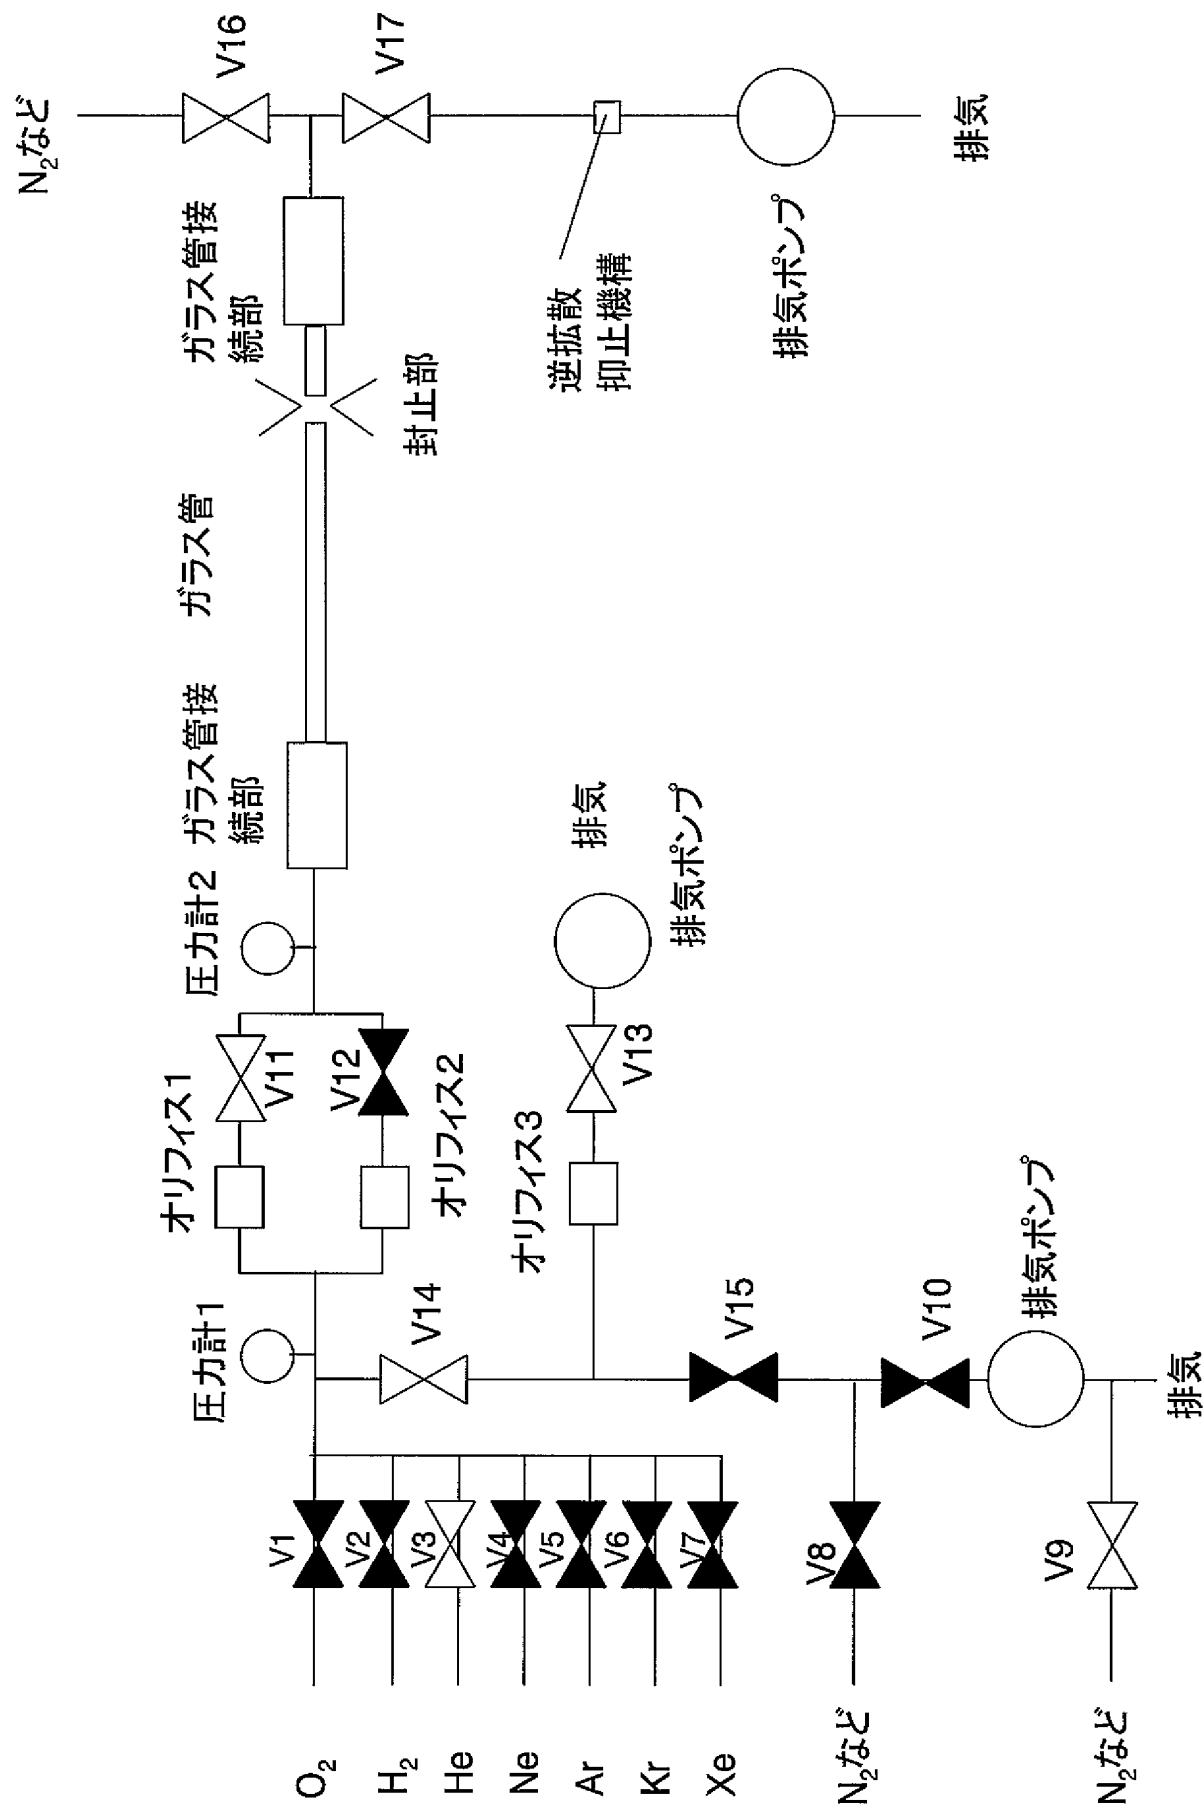 O₂
H₂
He
Ne
Ar
Kr
Xe
N₂など
N₂など
V1
V2
V3
V4
V5
V6
V7
V8
V9
圧力計1
V14
V15
V10
排気ポンプ
排気
オリフィス1
V11
V12
オリフィス2
オリフィス3
V13
排気
排気ポンプ
圧力計2
ガラス管接
続部
ガラス管
封止部
ガラス管接
続部
N₂など
V16
V17
逆拡散
抑止機構
排気ポンプ
排気